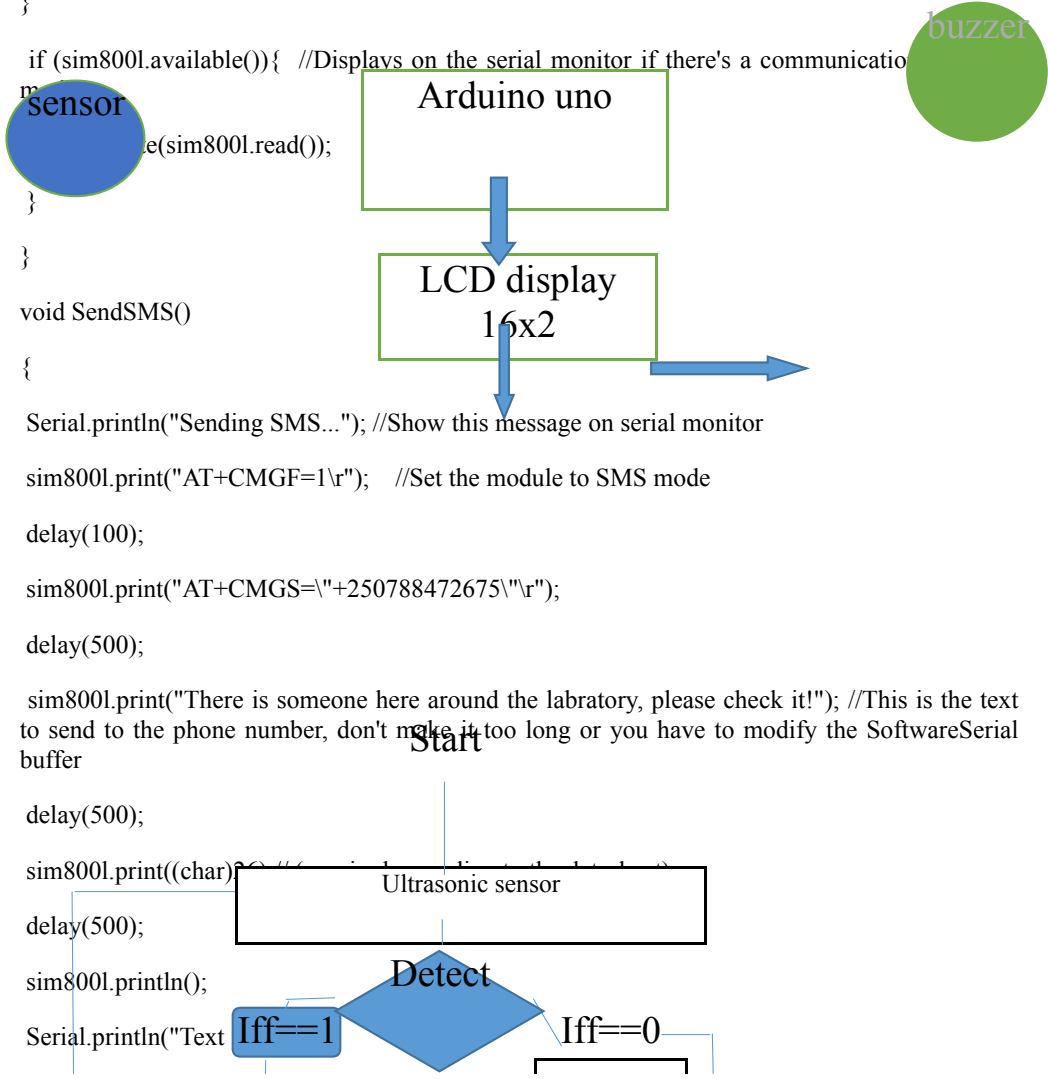 }
buzzer
if (sim800l.available()){ //Displays on the serial monitor if there's a communicatio
Arduino uno
sensor
(sim800l.read());
}
}
LCD display
16x2
void SendSMS()
{
Serial.println("Sending SMS..."); //Show this message on serial monitor
sim800l.print("AT+CMGF=1\r"); //Set the module to SMS mode
delay(100);
sim800l.print("AT+CMGS=\"+250788472675\"\r");
delay(500);
sim800l.print("There is someone here around the labratory, please check it!"); //This is the text
to send to the phone number, don't make it too long or you have to modify the SoftwareSerial
buffer
Start
delay(500);
sim800l.print((char)
Ultrasonic sensor
delay(500);
Detect
sim800l.println();
Serial.println("Text
Iff==1
Iff==0